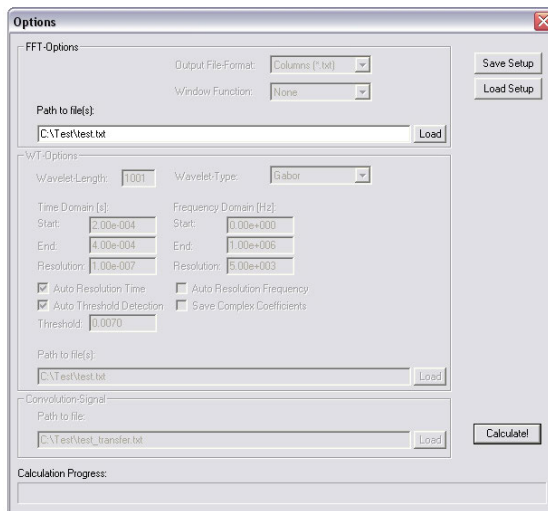 Options
FFT-Options
Output File-Format: Columns (*.txt)
Save Setup
Window Function: None
Load Setup
Path to file(s):
C:\Test\test.txt Load
WT-Options
Wavelet-Length: 1001 Wavelet-Type: Gabor
Time Domain [s]: Frequency Domain [Hz]:
Start: 2.00e-004 Start: 0.00e+000
End: 4.00e-004 End: 1.00e+006
Resolution: 1.00e-007 Resolution: 5.00e+003
Auto Resolution Time Auto Resolution Frequency
Auto Threshold Detection Save Complex Coefficients
Threshold: 0.0070
Path to file(s):
C:\Test\test.txt Load
Convolution-Signal
Path to file:
C:\Test\test_transfer.txt Load
Calculate!
Calculation Progress: